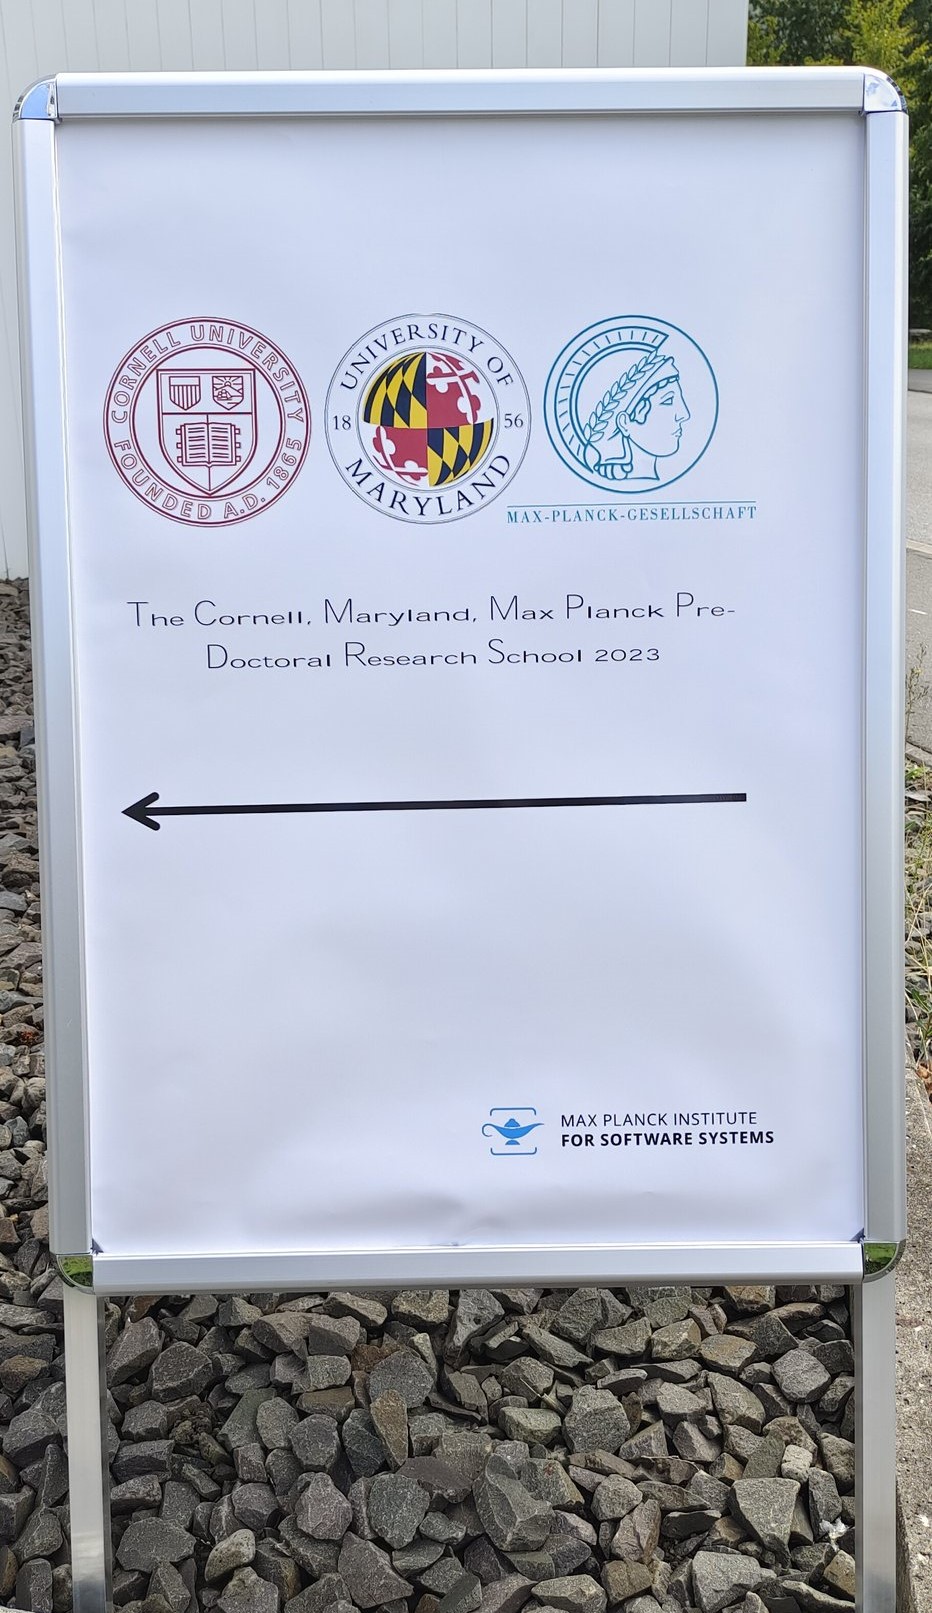 CORNELL UNIVERSITY
FOUNDED A.D. 1865
UNIVERSITY OF
18 56
MARYLAND
MAX-PLANCK-GESELLSCHAFT
The Cornell, Maryland, Max Planck Pre-
Doctoral Research School 2023
MAX PLANCK INSTITUTE
FOR SOFTWARE SYSTEMS